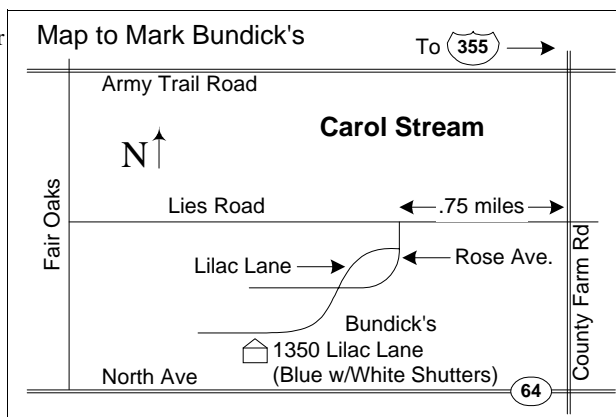 r
Map to Mark Bundick's
To 355
Army Trail Road
Carol Stream
N
Fair Oaks
Lies Road
.75 miles
County Farm Rd
Lilac Lane
Rose Ave.
Bundick's
1350 Lilac Lane
(Blue w/White Shutters)
North Ave
64